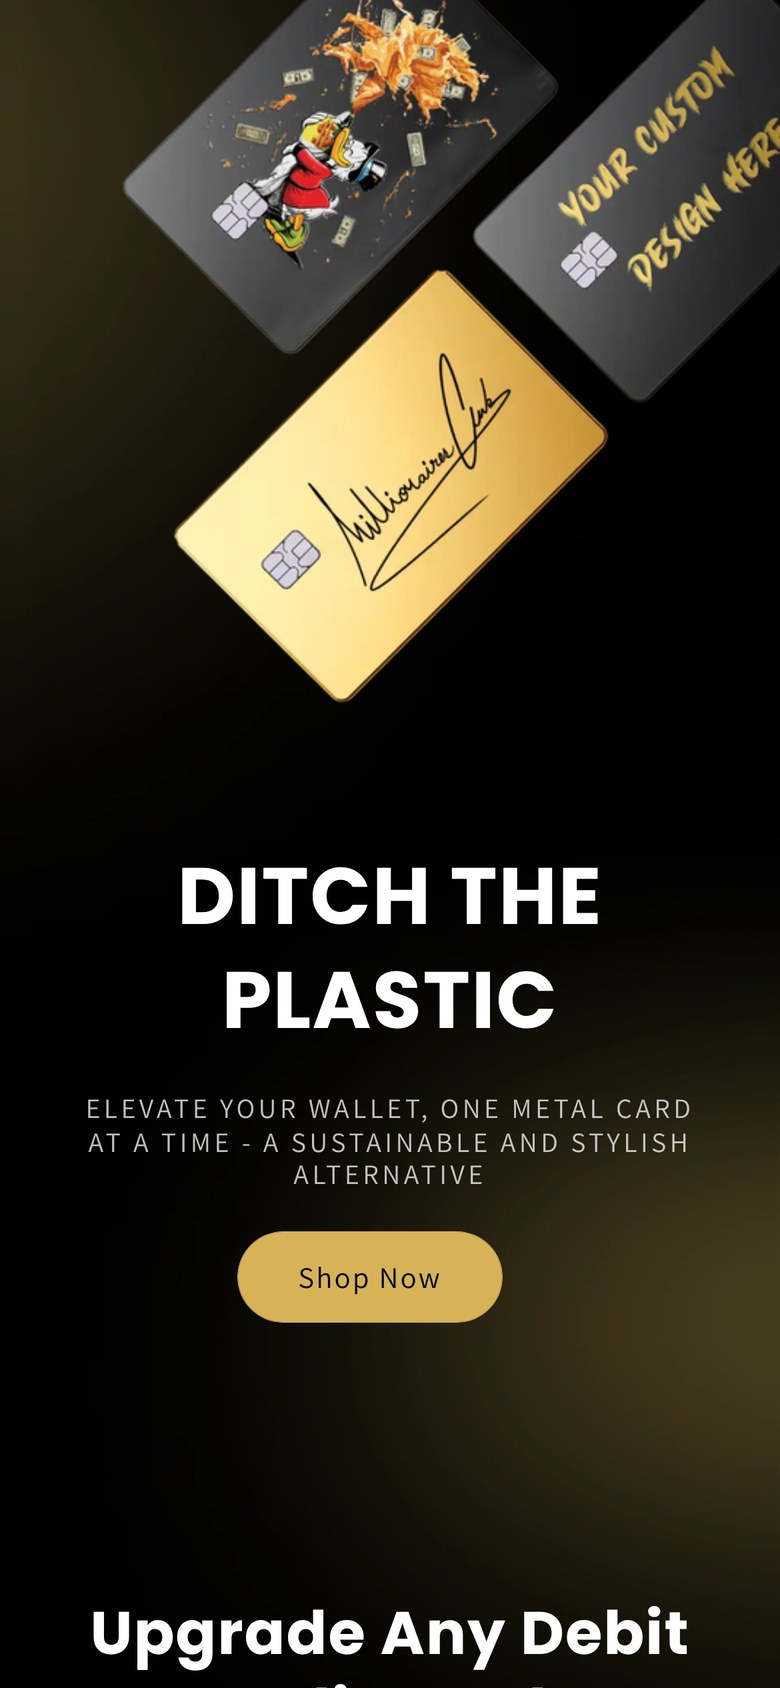 YOUR CUSTOM
DESIGN HERE
Millionaires Club
DITCH THE
PLASTIC
ELEVATE YOUR WALLET, ONE METAL CARD
AT A TIME - A SUSTAINABLE AND STYLISH
ALTERNATIVE
Shop Now
Upgrade Any Debit